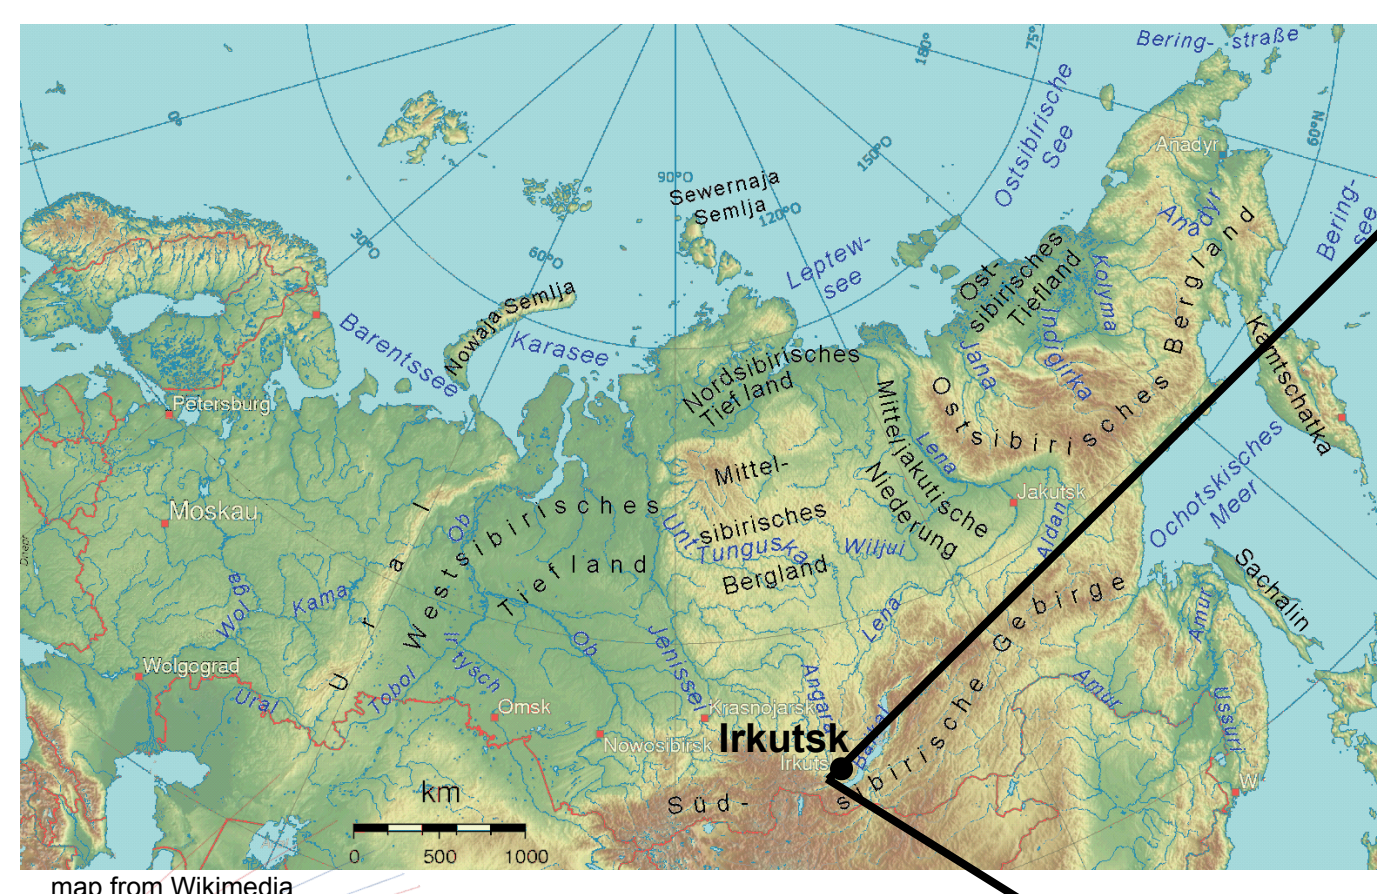 Bering- straße
180°
75°
0°
Ostsibirische
See
60°N
150°O
Anadyr
90°O
Sewernaja
Semlja
120°O
Anadyr
Bering-
see
30°O
60°O
Leptew-
see
Ost-
sibirisches
Tiefland
Kolyma
Indigirka
Jana
Bergland
Nowaja Semlja
Barentssee
Karasee
Nordsibirisches
Tiefland
Kamtschatka
Petersburg
Ostsibirisches
Mitteljakutische
Niederung
Lena
Mittel-
sibirisches
Bergland
Jakutsk
Ochotskisches
Meer
Moskau
Ob
Westsibirisches
Tiefland
Unt
Tunguska
Wiljui
Aldan
Sachalin
Ural
Kama
Wolga
Lena
Gebirge
Amur
Wolgograd
Ural
Tobol
Irtysch
Ob
Jenissei
Angara
Amur
Ussuri
Omsk
Krasnojarsk
Nowosibirsk
Irkutsk
Irkutsk
Baikal
sibirische
Süd-
W
km
0 500 1000
map from Wikimedia